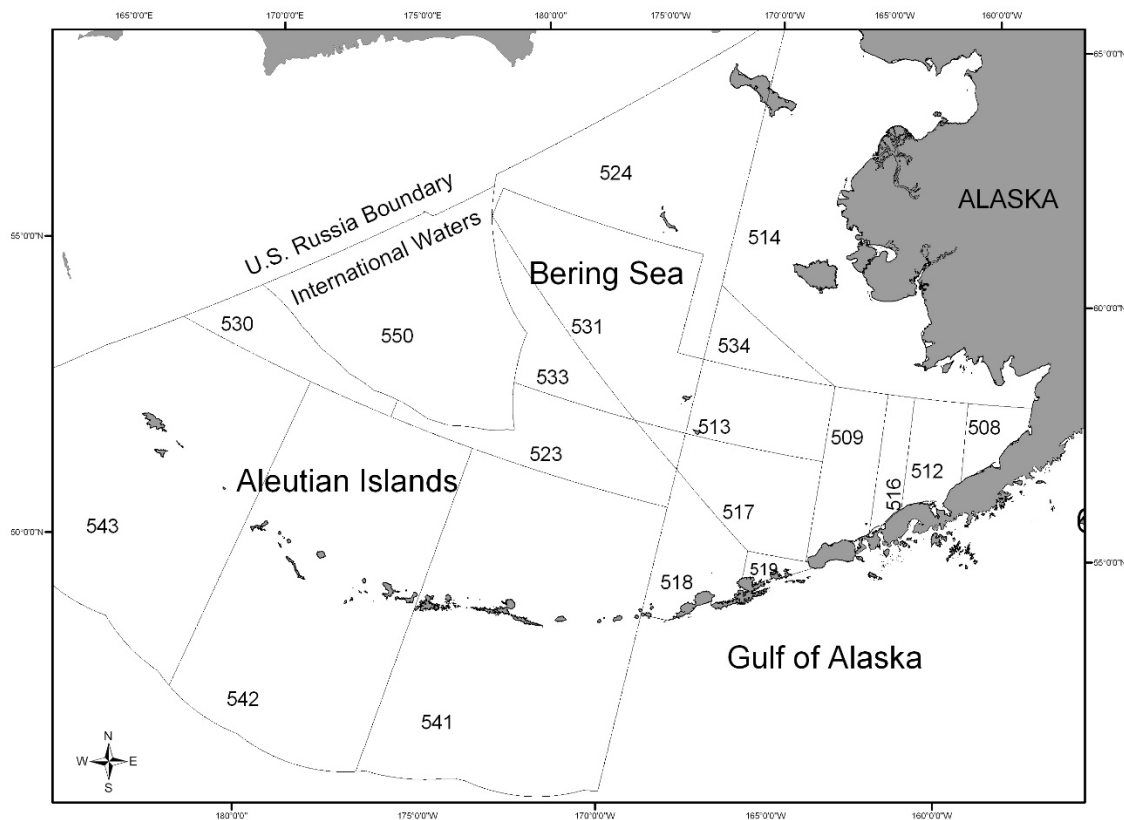 165°0'0"E
170°0'0"E
175°0'0"E
180°0'0"
175°0'0"W
170°0'0"W
165°0'0"W
160°0'0"W
65°0'0"N
524
ALASKA
U.S. Russia Boundary
514
55°0'0"N
International Waters
Bering Sea
60°0'0"N
530
531
550
534
533
513
509
508
523
512
Aleutian Islands
516
517
543
60°0'0"N
55°0'0"N
519
518
Gulf of Alaska
542
541
N
W
E
S
180°0'0"
175°0'0"W
170°0'0"W
165°0'0"W
160°0'0"W